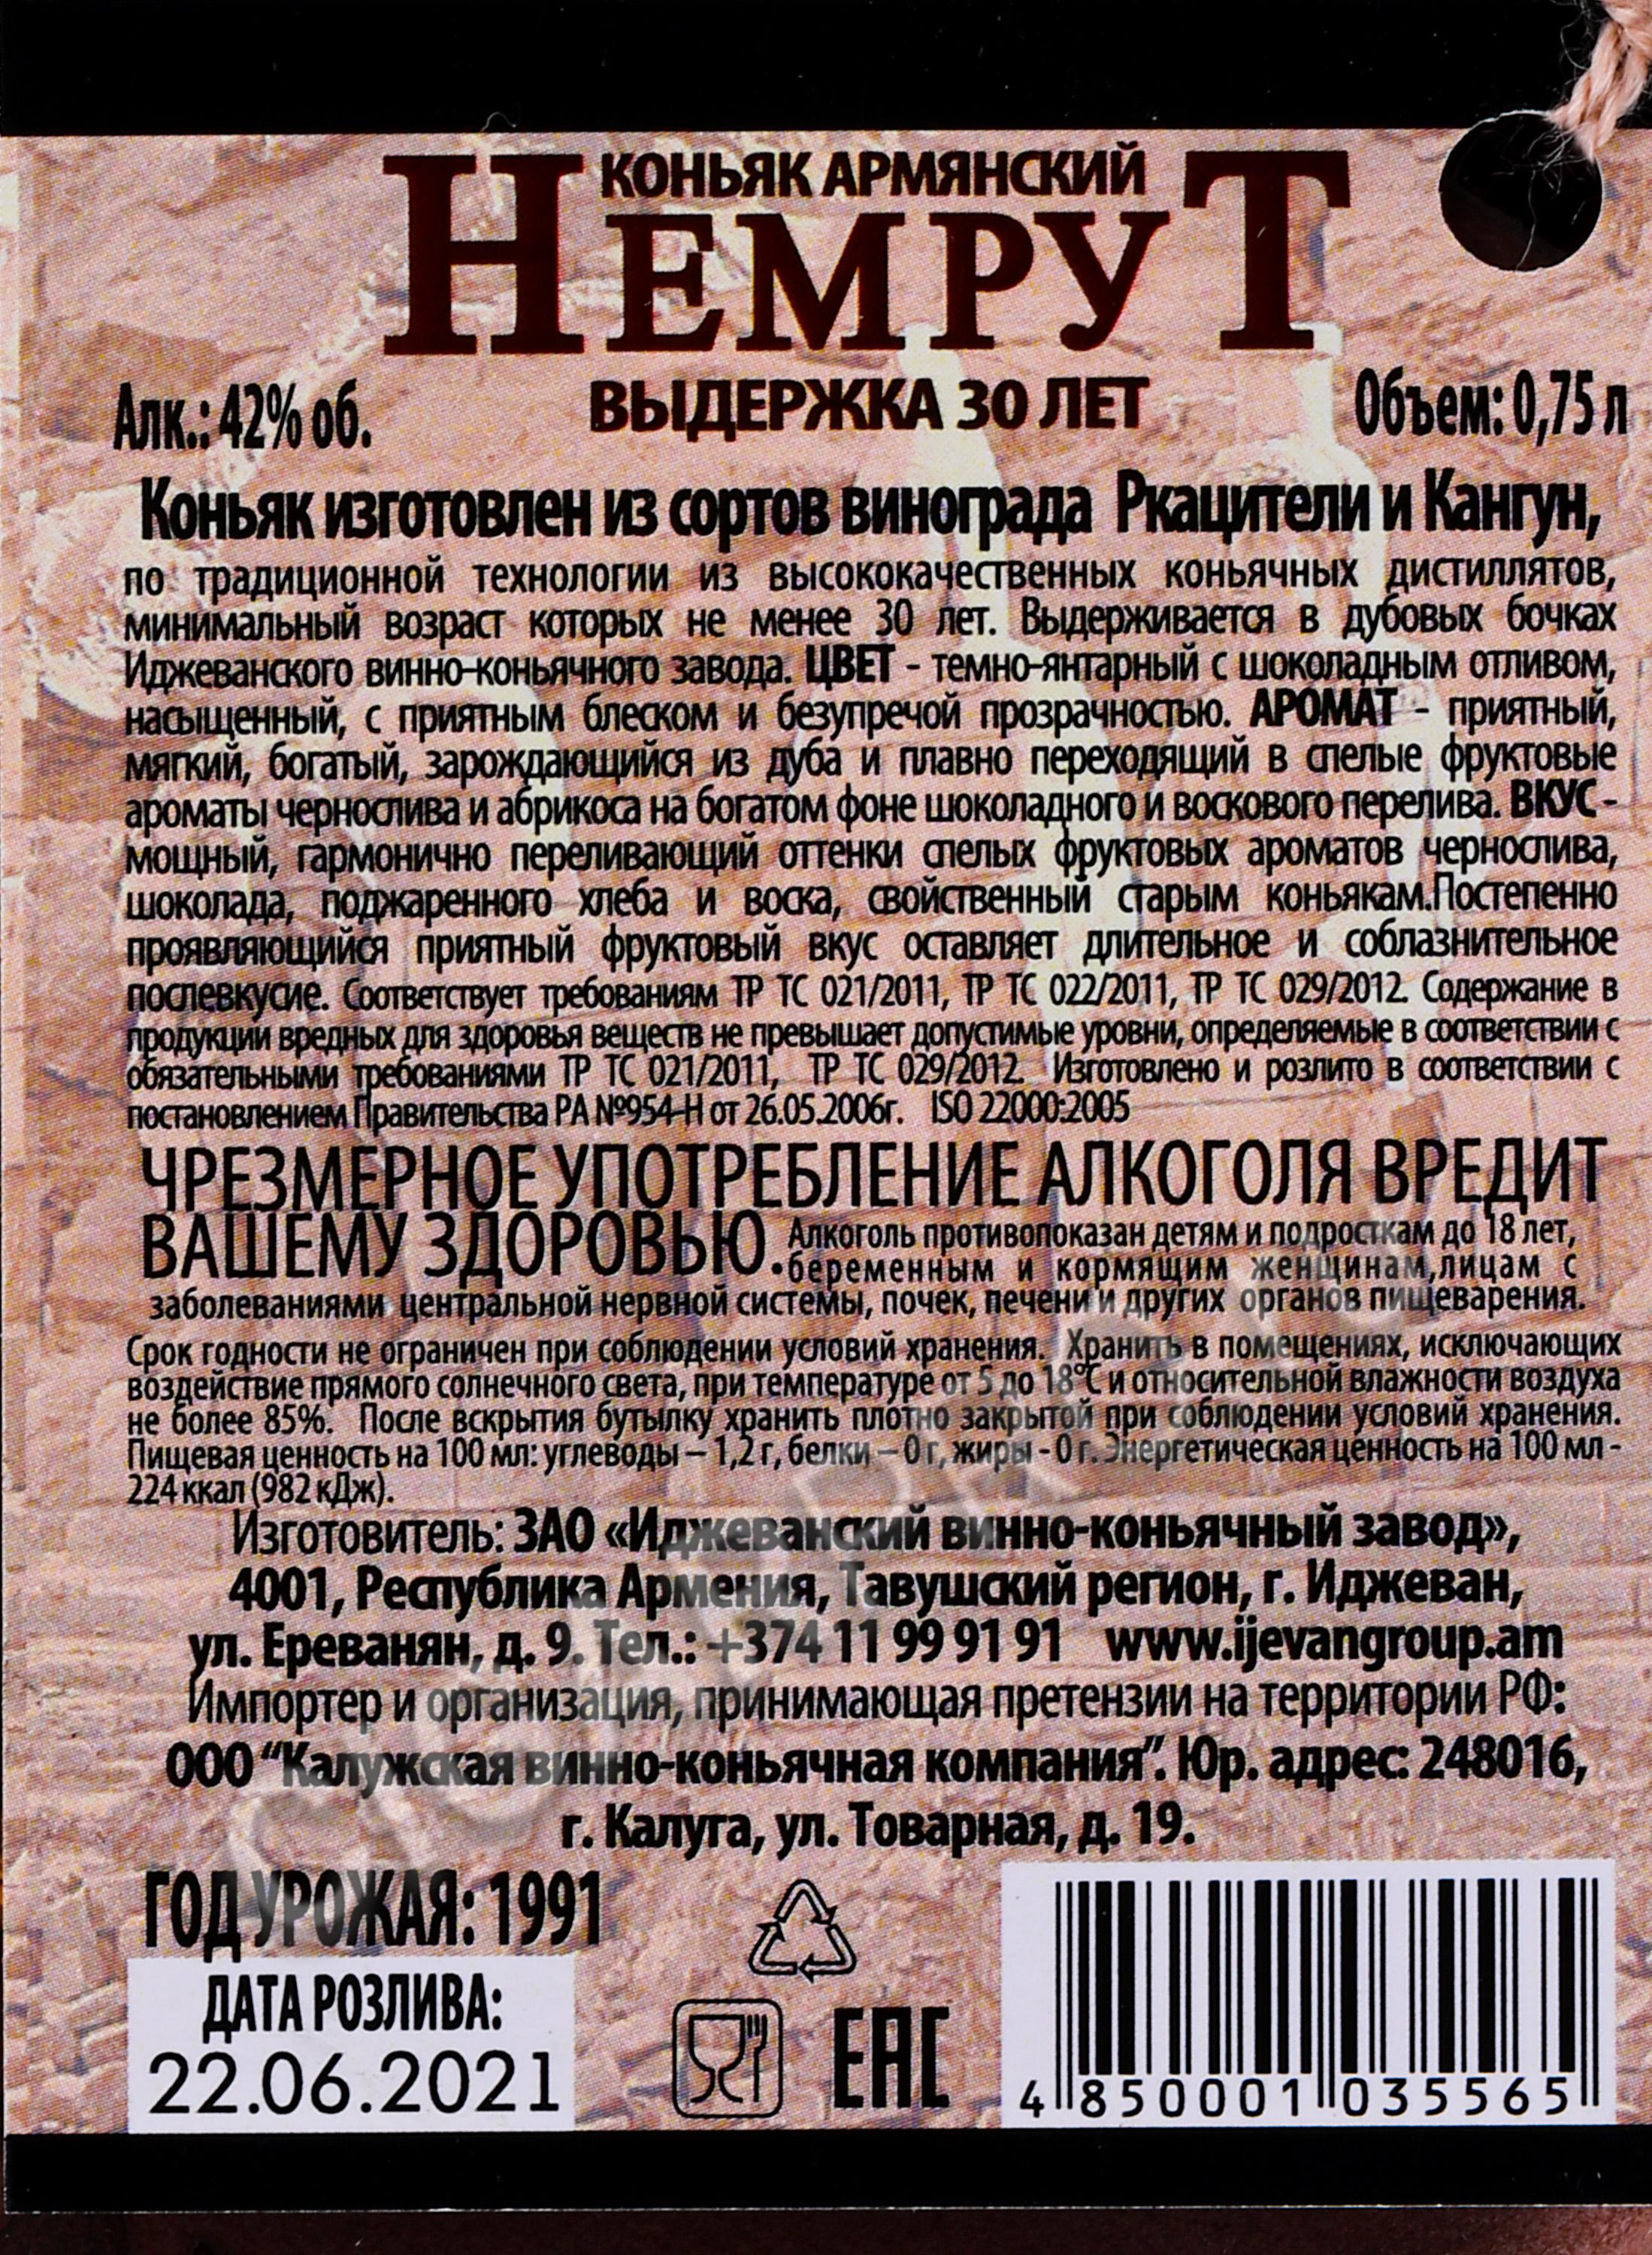 КОНЬЯК АРМЯНСКИЙ
НЕМРУТ
Алк.: 42% об. ВЫДЕРЖКА 30 ЛЕТ Объем: 0,75 л
Коньяк изготовлен из сортов винограда Ркацители и Кангун,
по традиционной технологии из высококачественных коньячных дистиллятов,
минимальный возраст которых не менее 30 лет. Выдерживается в дубовых бочках
Иджеванского винно-коньячного завода. ЦВЕТ - темно-янтарный с шоколадным отливом,
насыщенный, с приятным блеском и безупречой прозрачностью. АРОМАТ - приятный,
мягкий, богатый, зарождающийся из дуба и плавно переходящий в спелые фруктовые
ароматы чернослива и абрикоса на богатом фоне шоколадного и воскового перелива. ВКУС -
мощный, гармонично переливающий оттенки спелых фруктовых ароматов чернослива,
шоколада, поджаренного хлеба и воска, свойственный старым коньякам.Постепенно
проявляющийся приятный фруктовый вкус оставляет длительное и соблазнительное
послевкусие. Соответствует требованиям ТР ТС 021/2011, ТР ТС 022/2011, ТР ТС 029/2012. Содержание в
продукции вредных для здоровья веществ не превышает допустимые уровни, определяемые в соответствии с
обязательными требованиями ТР ТС 021/2011, ТР ТС 029/2012. Изготовлено и розлито в соответствии с
постановлением Правительства РА №954-Н от 26.05.2006г. ISO 22000:2005
ЧРЕЗМЕРНОЕ УПОТРЕБЛЕНИЕ АЛКОГОЛЯ ВРЕДИТ
ВАШЕМУ ЗДОРОВЬЮ. Алкоголь противопоказан детям и подросткам до 18 лет,
беременным и кормящим женщинам,лицам с
заболеваниями центральной нервной системы, почек, печени и других органов пищеварения.
Срок годности не ограничен при соблюдении условий хранения. Хранить в помещениях, исключающих
воздействие прямого солнечного света, при температуре от 5 до 18°С и относительной влажности воздуха
не более 85%. После вскрытия бутылку хранить плотно закрытой при соблюдении условий хранения.
Пищевая ценность на 100 мл: углеводы – 1,2 г, белки – 0 г, жиры - 0 г. Энергетическая ценность на 100 мл -
224 ккал (982 кДж).
Изготовитель: ЗАО «Иджеванский винно-коньячный завод»,
4001, Республика Армения, Тавушский регион, г. Иджеван,
ул. Ереванян, д. 9. Тел.: +374 11 99 91 91 www.ijevangroup.am
Импортер и организация, принимающая претензии на территории РФ:
ООО “Калужская винно-коньячная компания”. Юр. адрес: 248016,
г. Калуга, ул. Товарная, д. 19.
ГОД УРОЖАЯ: 1991
ДАТА РОЗЛИВА:
22.06.2021
ЕАС
4 850001 035565